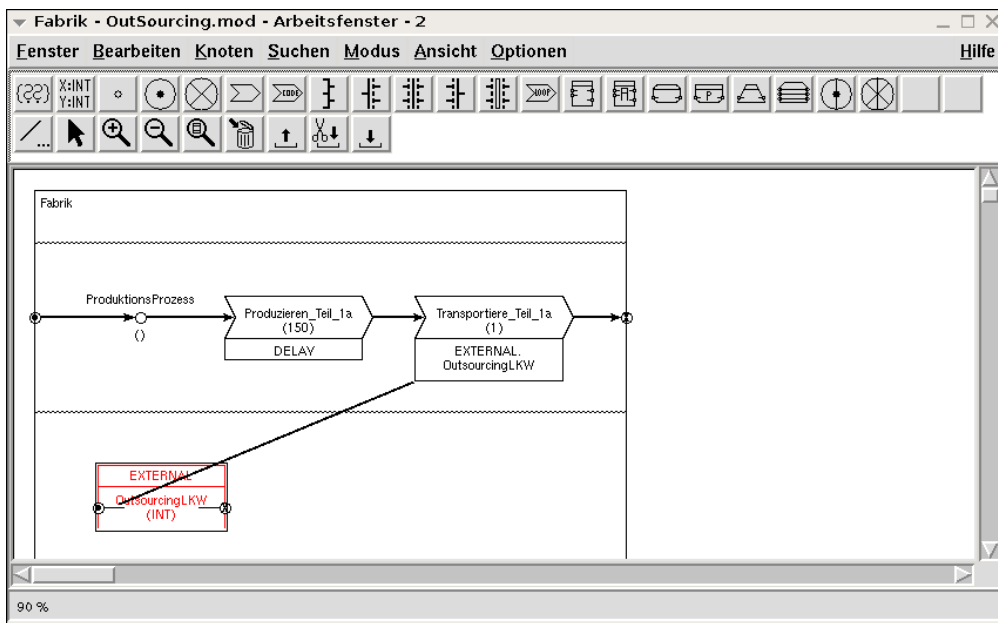 Fabrik - OutSourcing.mod - Arbeitsfenster - 2
Fenster Bearbeiten Knoten Suchen Modus Ansicht Optionen Hilfe
{??} X:INT
Y:INT
CODE
LOOP
P
...
Fabrik
ProduktionsProzess
()
Produzieren_Teil_1a
(150)
DELAY
Transportiere_Teil_1a
(1)
EXTERNAL.
OutsourcingLKW
EXTERNAL
OutsourcingLKW
(INT)
90 %